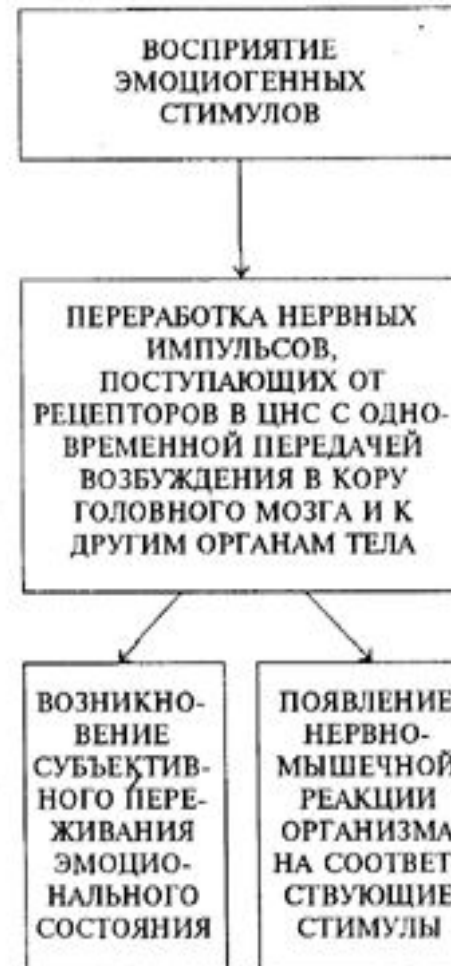 ВОСПРИЯТИЕ
ЭМОЦИОГЕННЫХ
СТИМУЛОВ
ПЕРЕРАБОТКА НЕРВНЫХ
ИМПУЛЬСОВ,
ПОСТУПАЮЩИХ ОТ
РЕЦЕПТОРОВ В ЦНС С ОДНО-
ВРЕМЕННОЙ ПЕРЕДАЧЕЙ
ВОЗБУЖДЕНИЯ В КОРУ
ГОЛОВНОГО МОЗГА И К
ДРУГИМ ОРГАНАМ ТЕЛА
ВОЗНИКНО-
ВЕНИЕ
СУБЪЕКТИВ-
НОГО ПЕРЕ-
ЖИВАНИЯ
ЭМОЦИО-
НАЛЬНОГО
СОСТОЯНИЯ
ПОЯВЛЕНИЕ
НЕРВНО-
МЫШЕЧНОЙ
РЕАКЦИИ
ОРГАНИЗМА
НА СООТВЕТ
СТВУЮЩИЕ
СТИМУЛЫ